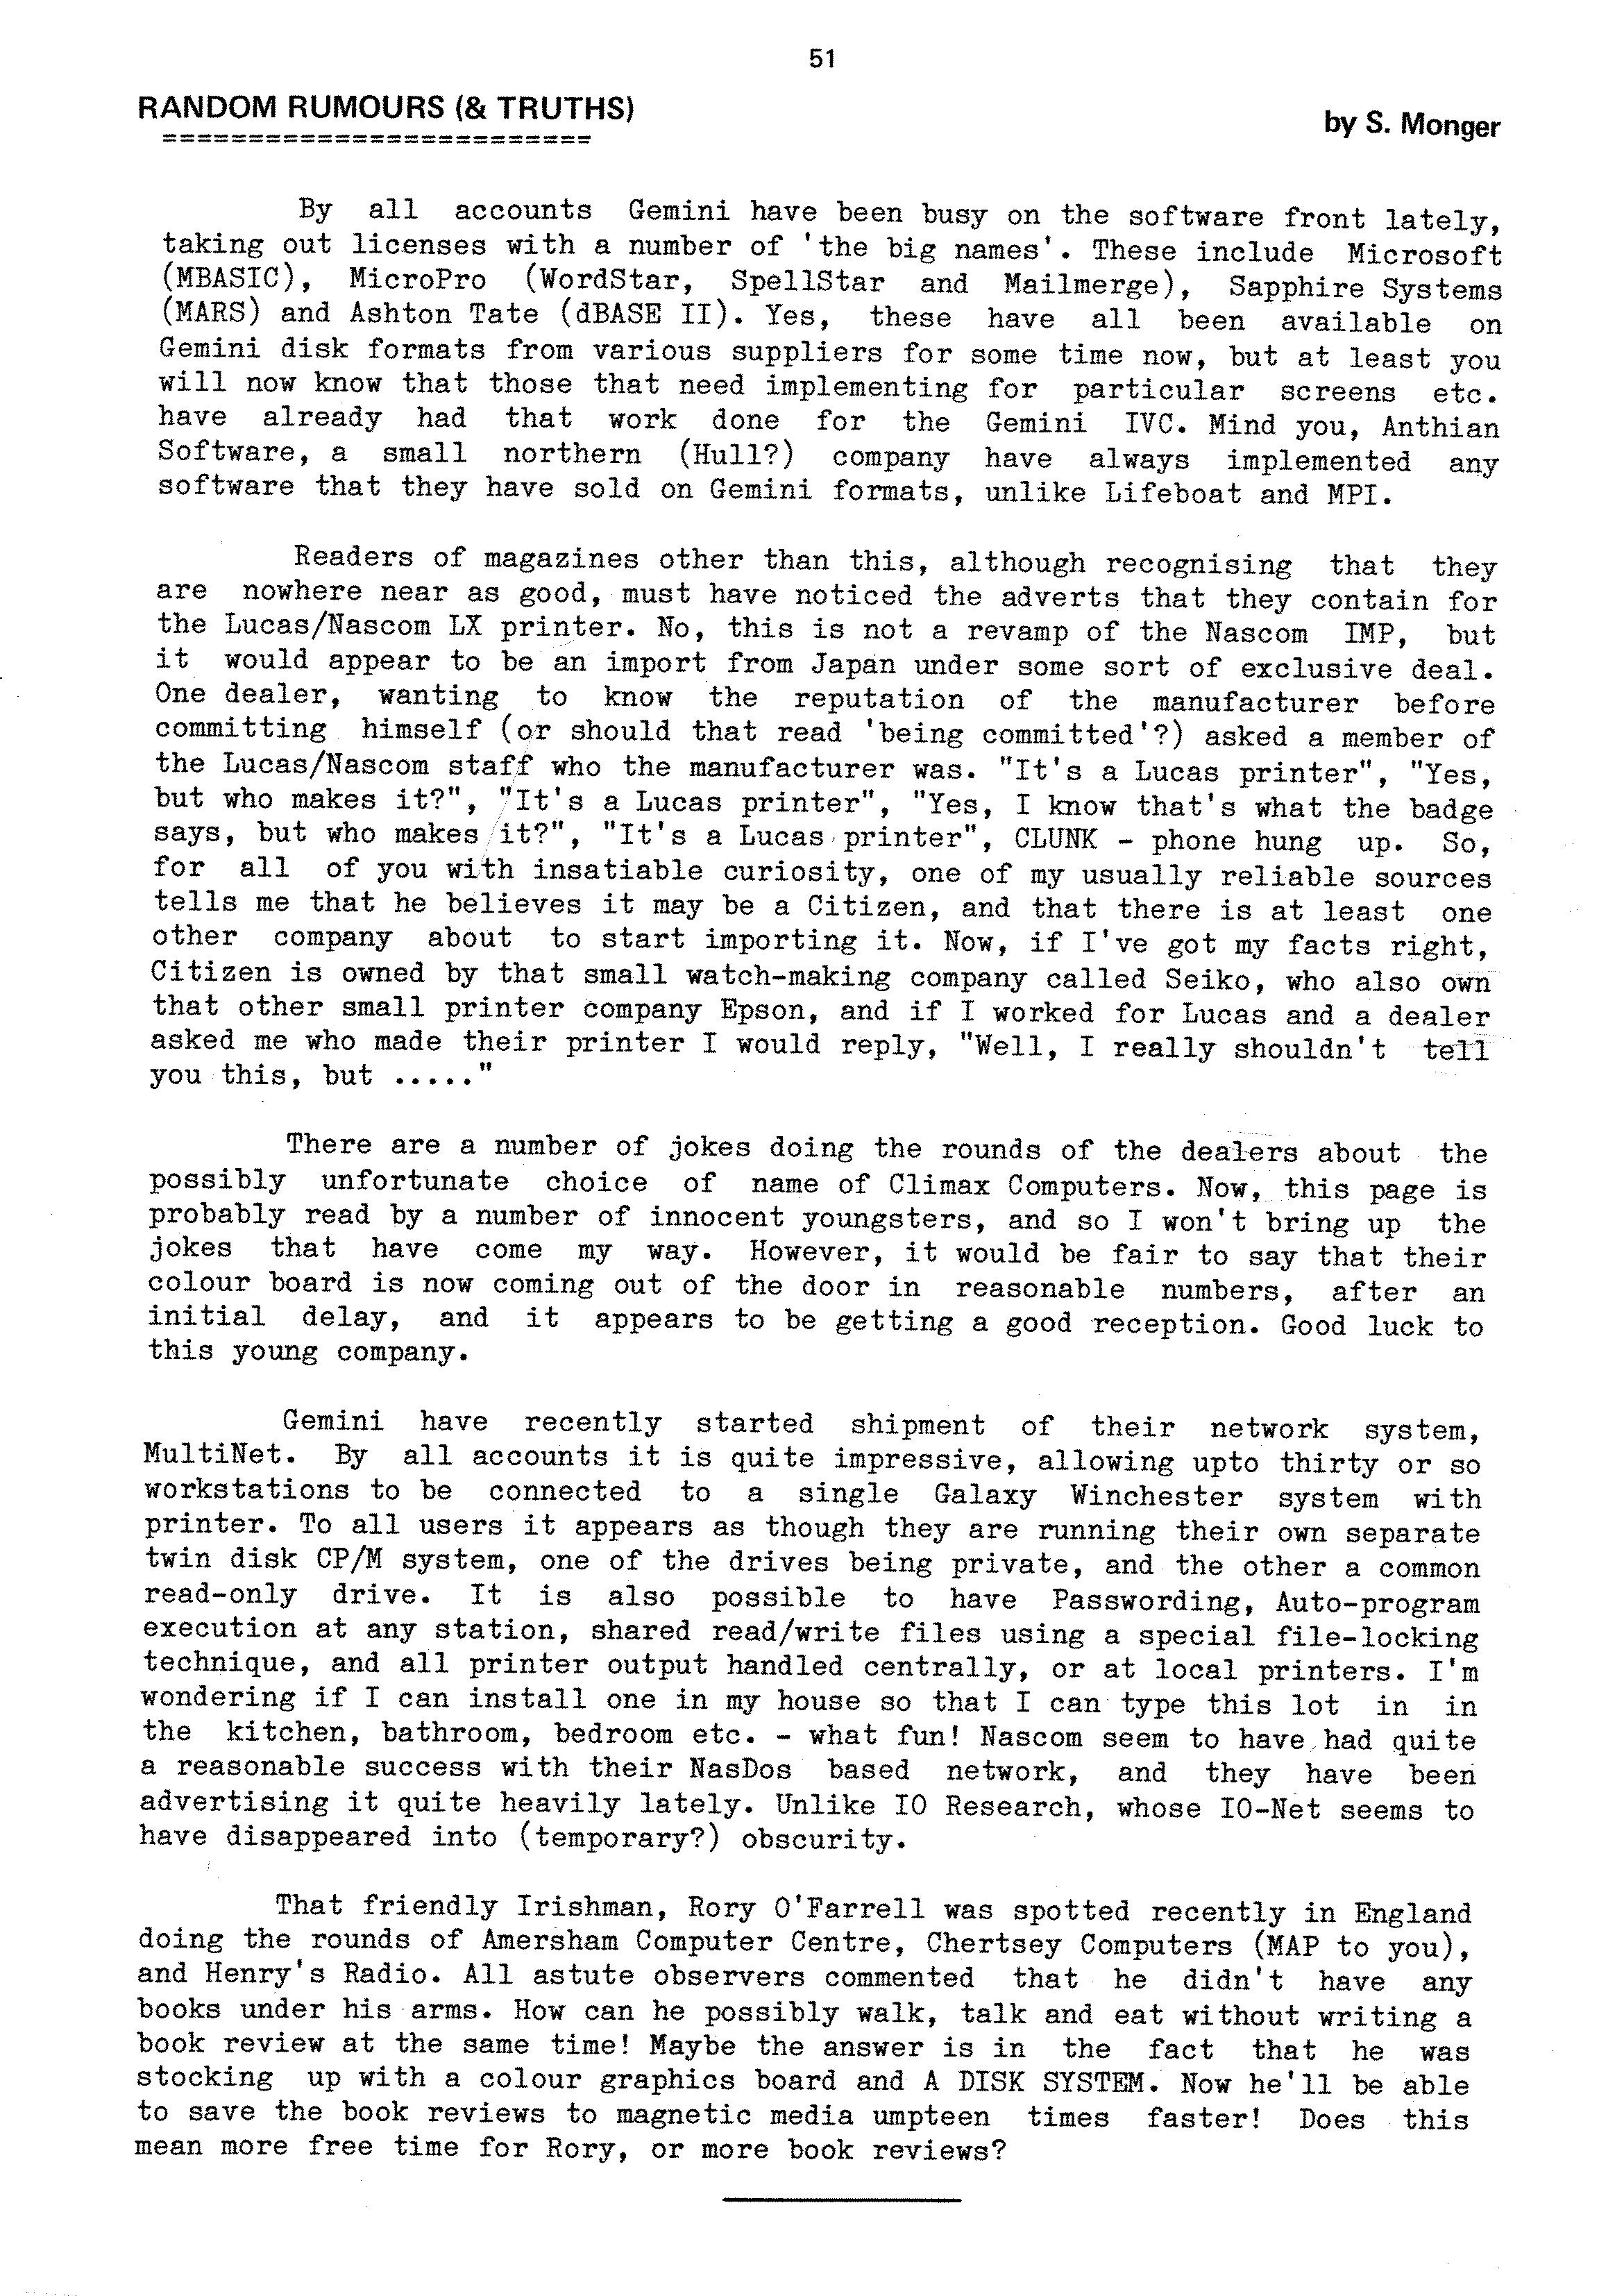 51
RANDOM RUMOURS (& TRUTHS)
by S. Monger
=========================
By all accounts Gemini have been busy on the software front lately,
taking out licenses with a number of 'the big names'. These include Microsoft
(MBASIC), MicroPro (WordStar, SpellStar and Mailmerge), Sapphire Systems
(MARS) and Ashton Tate (dBASE II). Yes, these have all been available on
Gemini disk formats from various suppliers for some time now, but at least you
will now know that those that need implementing for particular screens etc.
have already had that work done for the Gemini IVC. Mind you, Anthian
Software, a small northern (Hull?) company have always implemented any
software that they have sold on Gemini formats, unlike Lifeboat and MPI.
Readers of magazines other than this, although recognising that they
are nowhere near as good, must have noticed the adverts that they contain for
the Lucas/Nascom LX printer. No, this is not a revamp of the Nascom IMP, but
it would appear to be an import from Japan under some sort of exclusive deal.
One dealer, wanting to know the reputation of the manufacturer before
committing himself (or should that read 'being committed'?) asked a member of
the Lucas/Nascom staff who the manufacturer was. "It's a Lucas printer", "Yes,
but who makes it?", "It's a Lucas printer", "Yes, I know that's what the badge
says, but who makes it?", "It's a Lucas printer", CLUNK - phone hung up. So,
for all of you with insatiable curiosity, one of my usually reliable sources
tells me that he believes it may be a Citizen, and that there is at least one
other company about to start importing it. Now, if I've got my facts right,
Citizen is owned by that small watch-making company called Seiko, who also own
that other small printer company Epson, and if I worked for Lucas and a dealer
asked me who made their printer I would reply, "Well, I really shouldn't tell
you this, but ....."
There are a number of jokes doing the rounds of the dealers about the
possibly unfortunate choice of name of Climax Computers. Now, this page is
probably read by a number of innocent youngsters, and so I won't bring up the
jokes that have come my way. However, it would be fair to say that their
colour board is now coming out of the door in reasonable numbers, after an
initial delay, and it appears to be getting a good reception. Good luck to
this young company.
Gemini have recently started shipment of their network system,
MultiNet. By all accounts it is quite impressive, allowing upto thirty or so
workstations to be connected to a single Galaxy Winchester system with
printer. To all users it appears as though they are running their own separate
twin disk CP/M system, one of the drives being private, and the other a common
read-only drive. It is also possible to have Passwording, Auto-program
execution at any station, shared read/write files using a special file-locking
technique, and all printer output handled centrally, or at local printers. I'm
wondering if I can install one in my house so that I can type this lot in in
the kitchen, bathroom, bedroom etc. - what fun! Nascom seem to have had quite
a reasonable success with their NasDos based network, and they have been
advertising it quite heavily lately. Unlike IO Research, whose IO-Net seems to
have disappeared into (temporary?) obscurity.
That friendly Irishman, Rory O'Farrell was spotted recently in England
doing the rounds of Amersham Computer Centre, Chertsey Computers (MAP to you),
and Henry's Radio. All astute observers commented that he didn't have any
books under his arms. How can he possibly walk, talk and eat without writing a
book review at the same time! Maybe the answer is in the fact that he was
stocking up with a colour graphics board and A DISK SYSTEM. Now he'll be able
to save the book reviews to magnetic media umpteen times faster! Does this
mean more free time for Rory, or more book reviews?